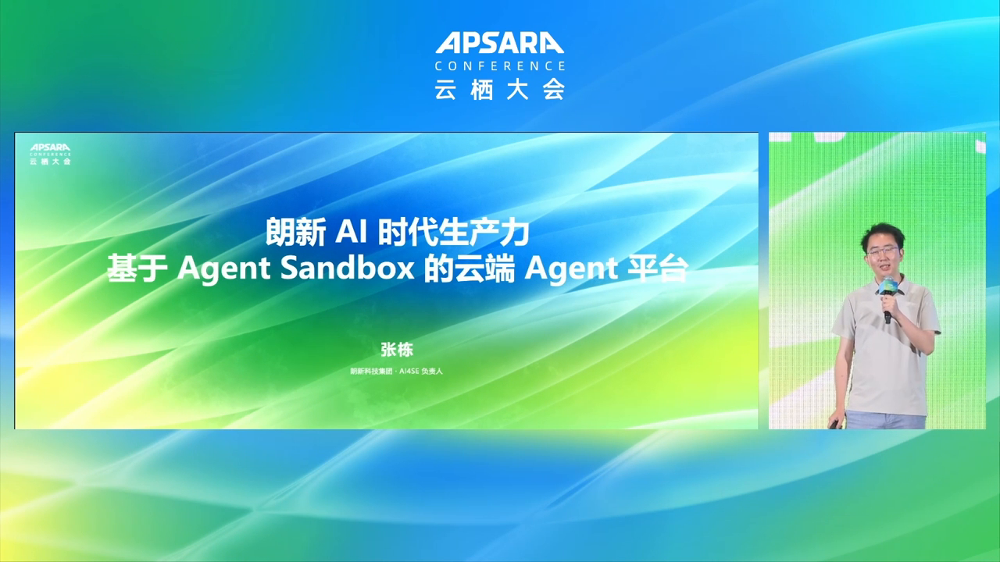 APSARA
CONFERENCE
云栖大会
APSARA
CONFERENCE
云栖大会
朗新 AI 时代生产力
基于 Agent Sandbox 的云端 Agent 平台
张栋
朗新科技集团 · AI4SE 负责人